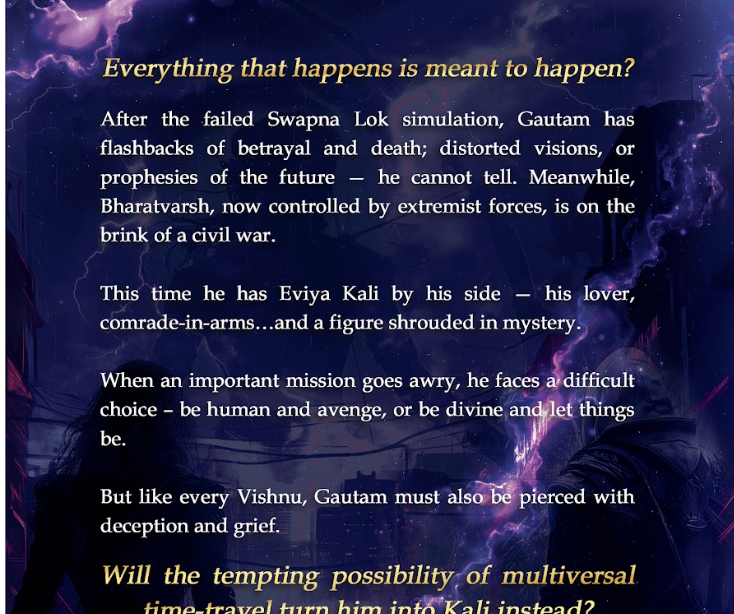 Everything that happens is meant to happen?
After the failed Swapna Lok simulation, Gautam has
flashbacks of betrayal and death; distorted visions, or
prophesies of the future — he cannot tell. Meanwhile,
Bharatvarsh, now controlled by extremist forces, is on the
brink of a civil war.
This time he has Eviya Kali by his side — his lover,
comrade-in-arms…and a figure shrouded in mystery.
When an important mission goes awry, he faces a difficult
choice – be human and avenge, or be divine and let things
be.
But like every Vishnu, Gautam must also be pierced with
deception and grief.
Will the tempting possibility of multiversal
time-travel turn him into Kali instead?